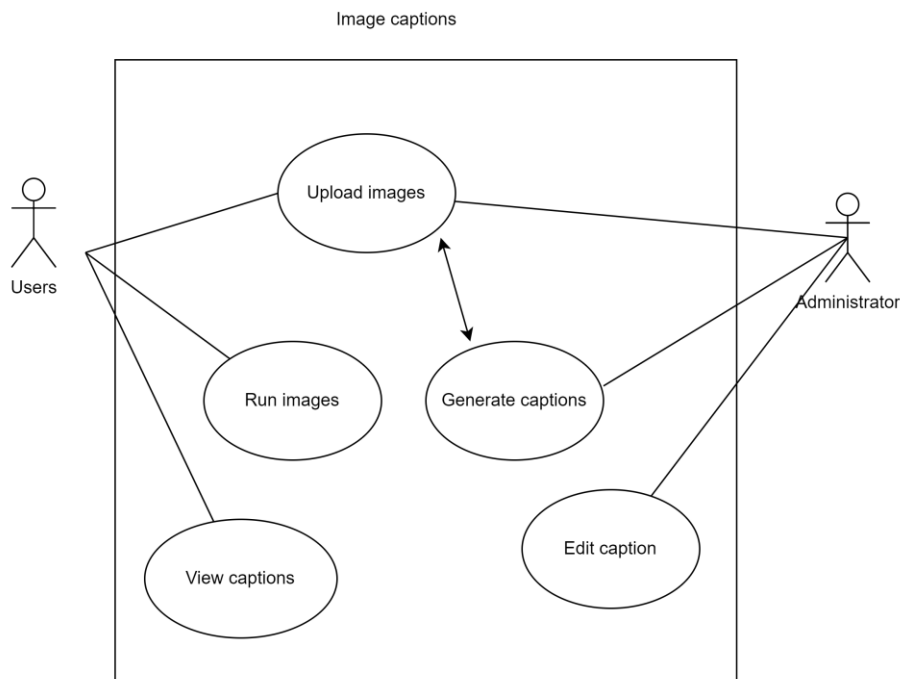 Image captions
Upload images
Users
Administrator
Run images
Generate captions
Edit caption
View captions